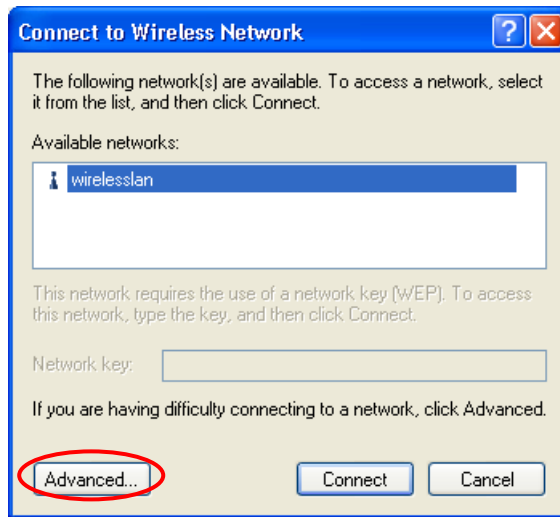 Connect to Wireless Network
?
X
The following network(s) are available. To access a network, select
it from the list, and then click Connect.
Available networks:
wirelesslan
This network requires the use of a network key (WEP). To access
this network, type the key, and then click Connect.
Network key:
If you are having difficulty connecting to a network, click Advanced.
Advanced... Connect Cancel